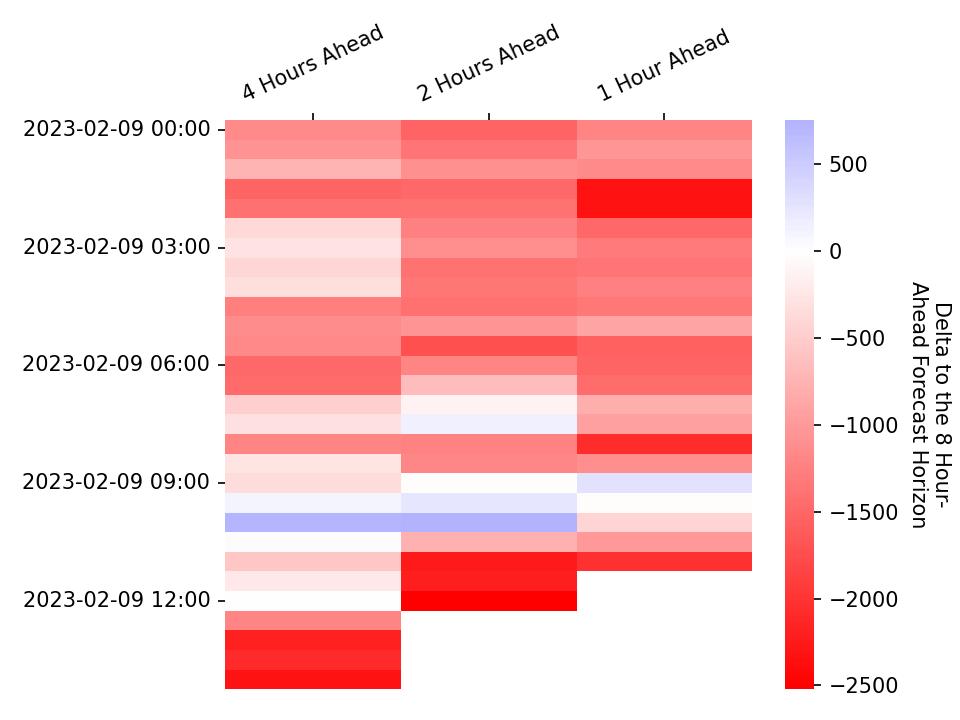 4 Hours Ahead
2 Hours Ahead
1 Hour Ahead
2023-02-09 00:00
2023-02-09 03:00
2023-02-09 06:00
2023-02-09 09:00
2023-02-09 12:00
500
0
−500
−1000
−1500
−2000
−2500
Delta to the 8 Hour-
Ahead Forecast Horizon